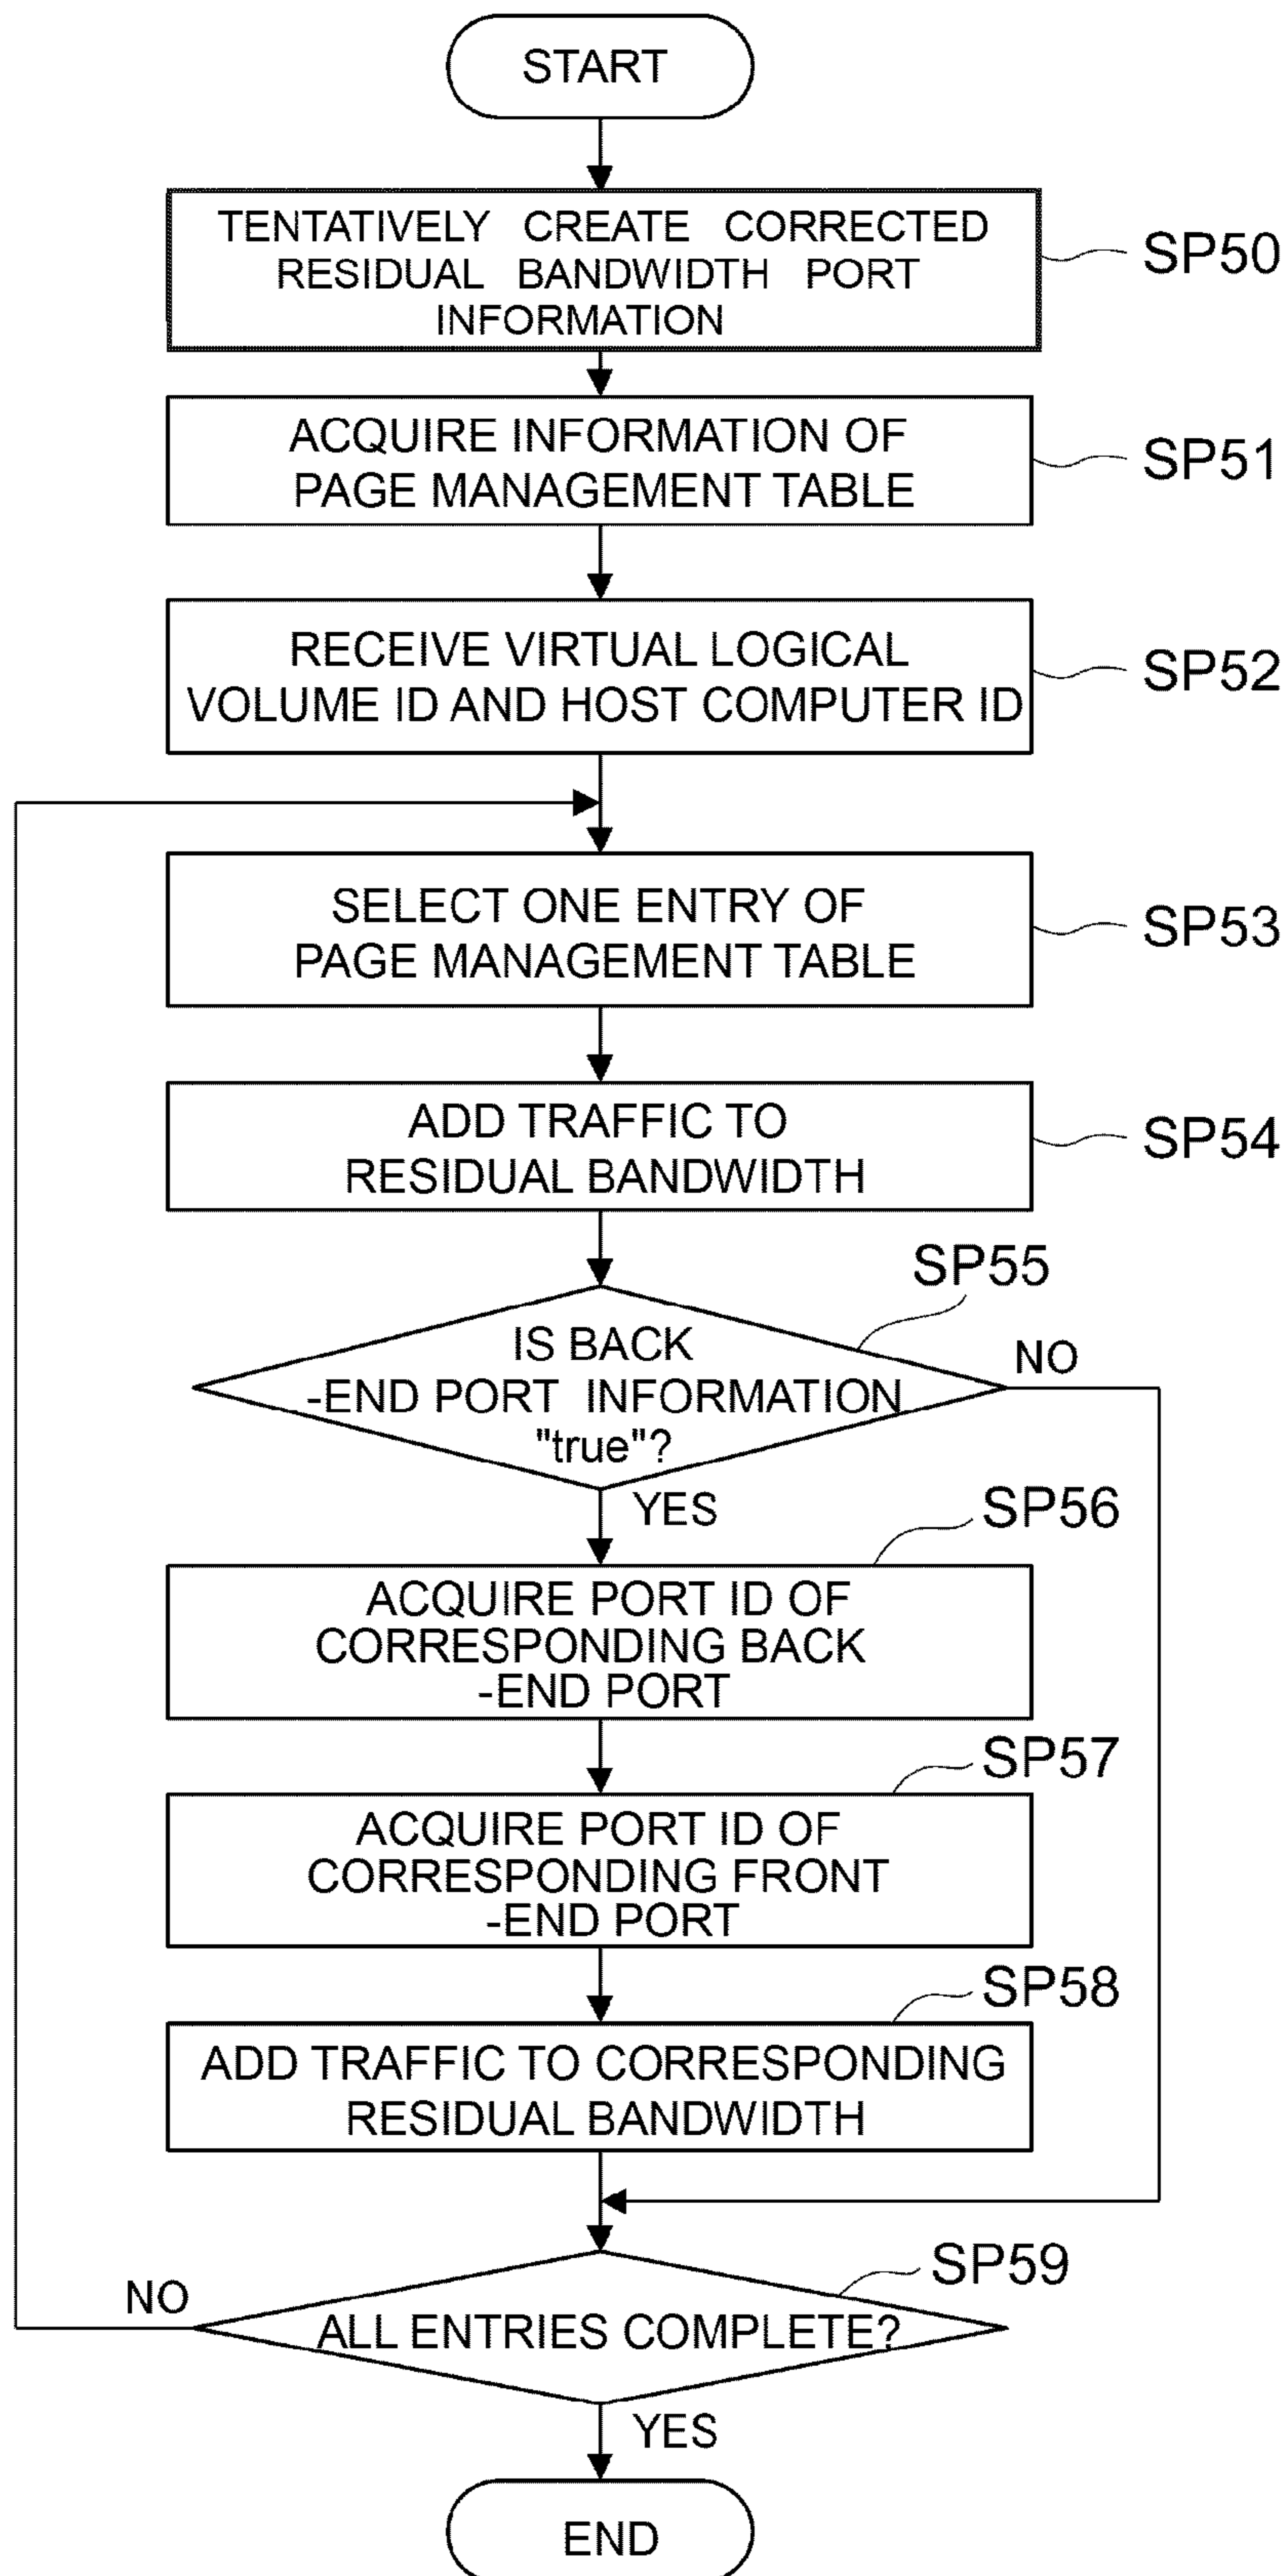 START
TENTATIVELY CREATE CORRECTED
RESIDUAL BANDWIDTH PORT
INFORMATION
SP50
ACQUIRE INFORMATION OF
PAGE MANAGEMENT TABLE
SP51
RECEIVE VIRTUAL LOGICAL
VOLUME ID AND HOST COMPUTER ID
SP52
SELECT ONE ENTRY OF
PAGE MANAGEMENT TABLE
SP53
ADD TRAFFIC TO
RESIDUAL BANDWIDTH
SP54
SP55
IS BACK
-END PORT INFORMATION
"true"?
NO
YES
SP56
ACQUIRE PORT ID OF
CORRESPONDING BACK
-END PORT
SP57
ACQUIRE PORT ID OF
CORRESPONDING FRONT
-END PORT
SP58
ADD TRAFFIC TO CORRESPONDING
RESIDUAL BANDWIDTH
SP59
NO
ALL ENTRIES COMPLETE?
YES
END